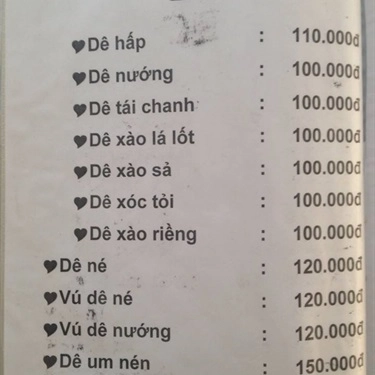 Dê hấp : 110.000đ
Dê nướng : 100.000đ
Dê tái chanh : 100.000đ
Dê xào lá lốt : 100.000đ
Dê xào sả : 100.000đ
Dê xóc tỏi : 100.000đ
Dê xào riềng : 100.000đ
Dê né : 120.000đ
Vú dê né : 120.000đ
Vú dê nướng : 120.000đ
Dê um nén : 150.000đ